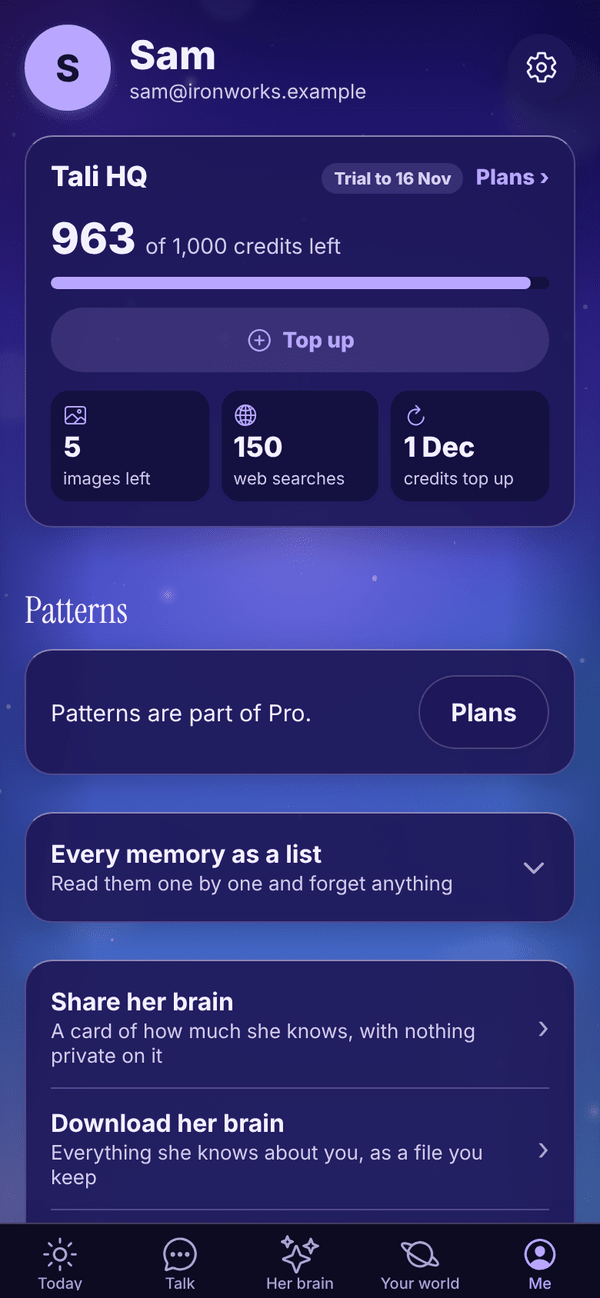 S
Sam
sam@ironworks.example
Tali HQ
Trial to 16 Nov
Plans ›
963 of 1,000 credits left
Top up
5
images left
150
web searches
1 Dec
credits top up
Patterns
Patterns are part of Pro.
Plans
Every memory as a list
Read them one by one and forget anything
Share her brain
A card of how much she knows, with nothing
private on it
Download her brain
Everything she knows about you, as a file you
keep
Today
Talk
Her brain
Your world
Me